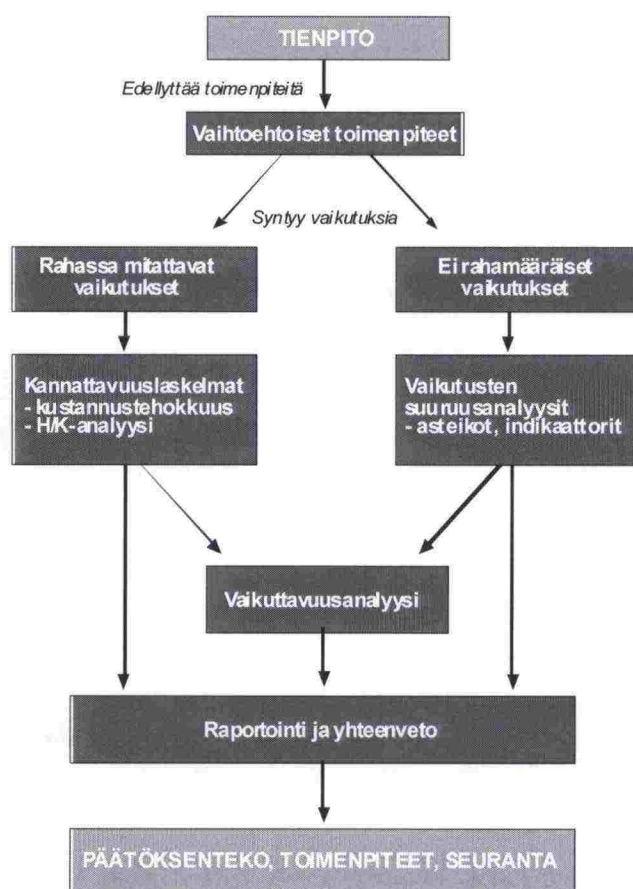 TIENPITO
Edellyttää toimenpiteitä
Vaihtoehtoiset toimenpiteet
Syntyy vaikutuksia
Rahassa mitattavat
vaikutukset
Ei rahamääräiset
vaikutukset
Kannattavuuslaskelmat
- kustannustehokkuus
- H/K-analyysi
Vaikutusten
suuruusanalyysit
- asteikot, indikaattorit
Vaikuttavuusanalyysi
Raportointi ja yhteenveto
PÄÄTÖKSENTEKO, TOIMENPITEET, SEURANTA